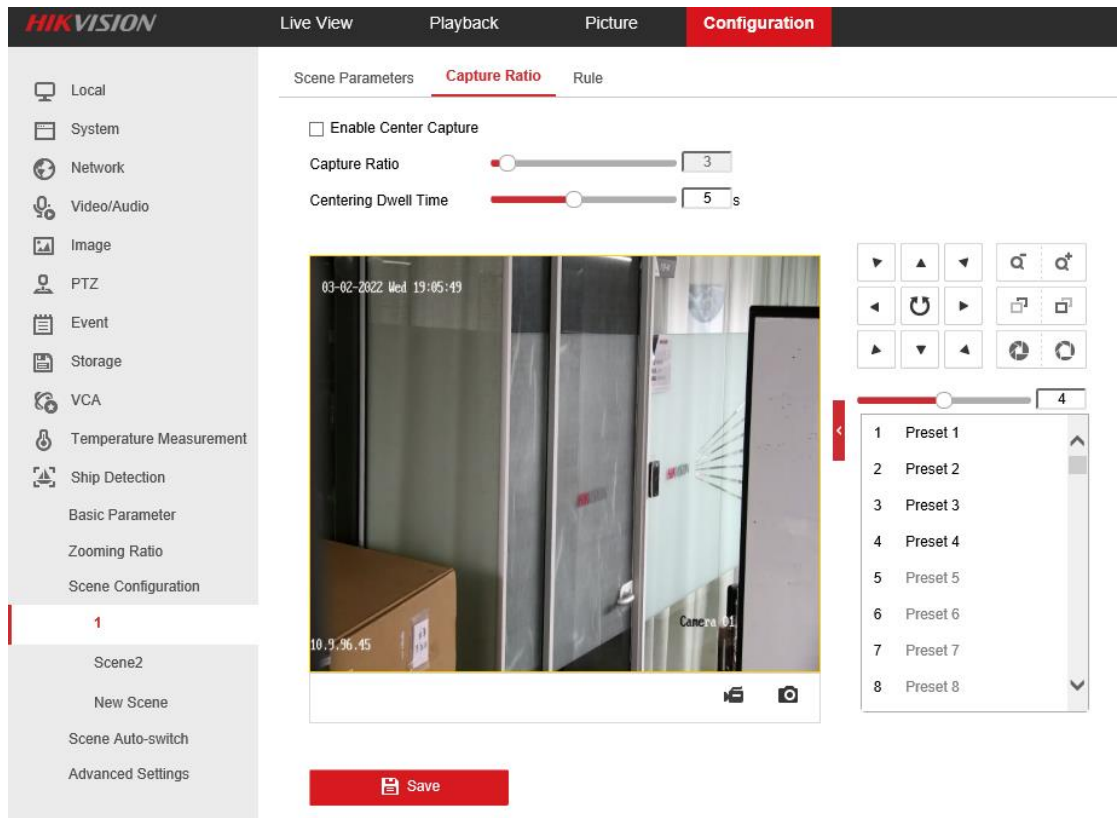 HIKVISION Live View Playback Picture Configuration
Local
System
Network
Video/Audio
Image
PTZ
Event
Storage
VCA
Temperature Measurement
Ship Detection
Basic Parameter
Zooming Ratio
Scene Configuration
1
Scene2
New Scene
Scene Auto-switch
Advanced Settings
Scene Parameters Capture Ratio Rule
Enable Center Capture
Capture Ratio 3
Centering Dwell Time 5 s
03-02-2022 Wed 19:05:49
HIKVISION
Camera 01
10.9.96.45
4
1 Preset 1
2 Preset 2
3 Preset 3
4 Preset 4
5 Preset 5
6 Preset 6
7 Preset 7
8 Preset 8
Save